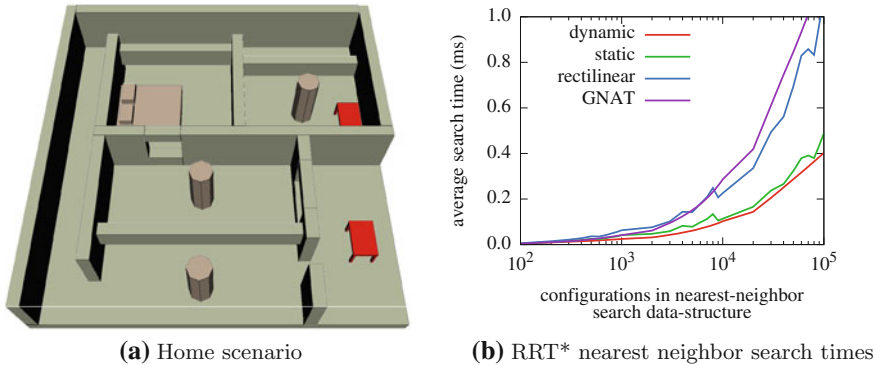 1.0
dynamic
static
0.8
rectilinear
GNAT
0.6
0.4
0.2
0.0
average search time (ms)
10^2
10^3
10^4
10^5
configurations in nearest-neighbor
search data-structure
(a) Home scenario
(b) RRT* nearest neighbor search times